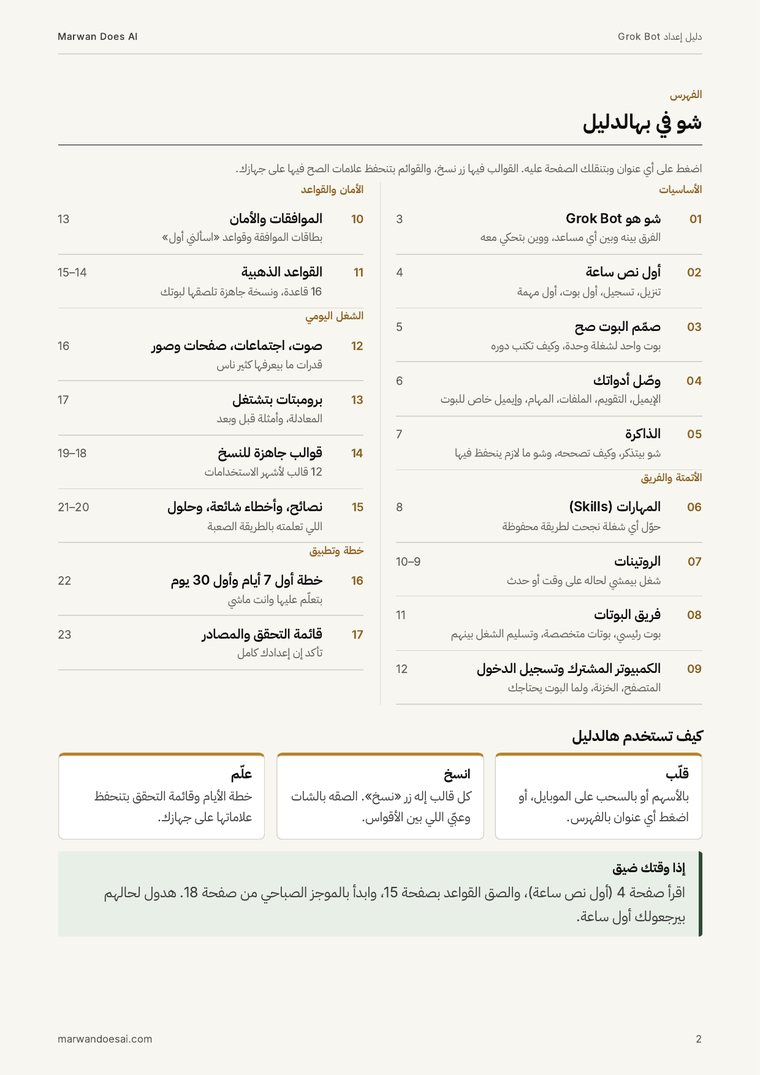 دليل إعداد Grok Bot
Marwan Does AI
الفهرس
شو في بهالدليل
اضغط على أي عنوان وبتنقلك الصفحة عليه. القوالب فيها زر نسخ، والقوائم بتنحفظ علامات الصح فيها على جهازك.
الأساسيات
01 شو هو Grok Bot 3
الفرق بينه وبين أي مساعد، ووين بتحكي معه
02 أول نص ساعة 4
تنزيل، تسجيل، أول بوت، أول مهمة
03 صمّم البوت صح 5
بوت واحد لشغلة وحدة، وكيف تكتب دوره
04 وصّل أدواتك 6
الإيميل، التقويم، الملفات، المهام، وإيميل خاص للبوت
05 الذاكرة 7
شو بيتذكر، وكيف تصححه، وشو ما لازم ينحفظ فيها
الأتمتة والفريق
06 المهارات (Skills) 8
حوّل أي شغلة نجحت لطريقة محفوظة
07 الروتينات 9–10
شغل بيمشي لحاله على وقت أو حدث
08 فريق البوتات 11
بوت رئيسي، بوتات متخصصة، وتسليم الشغل بينهم
09 الكمبيوتر المشترك وتسجيل الدخول 12
المتصفح، الخزنة، ولما البوت يحتاجك
الأمان والقواعد
10 الموافقات والأمان 13
بطاقات الموافقة وقواعد «اسألني أول»
11 القواعد الذهبية 14–15
16 قاعدة، ونسخة جاهزة تلصقها لبوتك
الشغل اليومي
12 صوت، اجتماعات، صفحات وصور 16
قدرات ما بيعرفها كثير ناس
13 برومبتات بتشتغل 17
المعادلة، وأمثلة قبل وبعد
14 قوالب جاهزة للنسخ 18–19
12 قالب لأشهر الاستخدامات
15 نصائح، وأخطاء شائعة، وحلول 20–21
اللي تعلمته بالطريقة الصعبة
خطة وتطبيق
16 خطة أول 7 أيام وأول 30 يوم 22
بتعلّم عليها وانت ماشي
17 قائمة التحقق والمصادر 23
تأكد إن إعدادك كامل
كيف تستخدم هالدليل
قلّب
بالأسهم أو بالسحب على الموبايل، أو
اضغط أي عنوان بالفهرس.
انسخ
كل قالب إله زر «نسخ». الصقه بالشات
وعبّي اللي بين الأقواس.
علّم
خطة الأيام وقائمة التحقق بتنحفظ
علاماتها على جهازك.
إذا وقتك ضيق
اقرأ صفحة 4 (أول نص ساعة)، والصق القواعد بصفحة 15، وابدأ بالموجز الصباحي من صفحة 18. هدول لحالهم
بيرجعولك أول ساعة.
2
marwandoesai.com